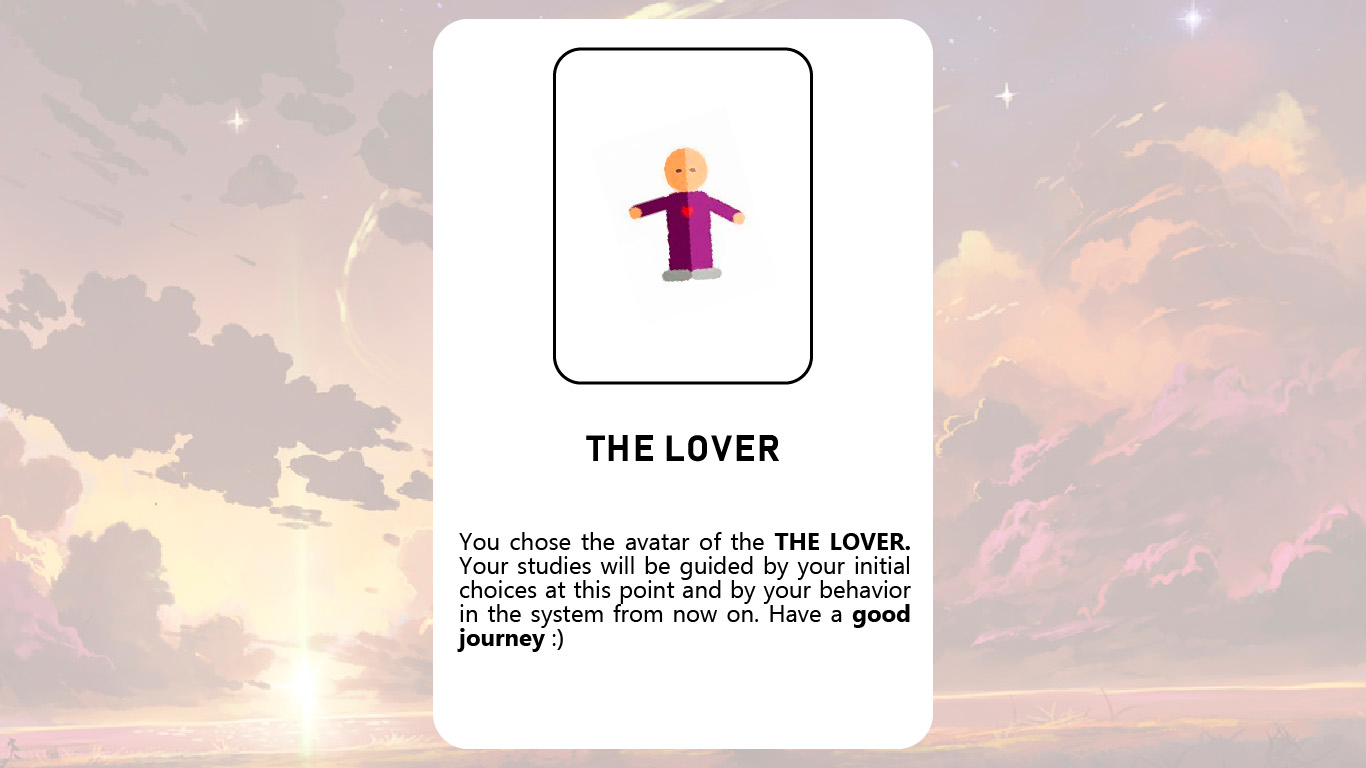 THE LOVER
You chose the avatar of the THE LOVER.
Your studies will be guided by your initial
choices at this point and by your behavior
in the system from now on. Have a good
journey :)